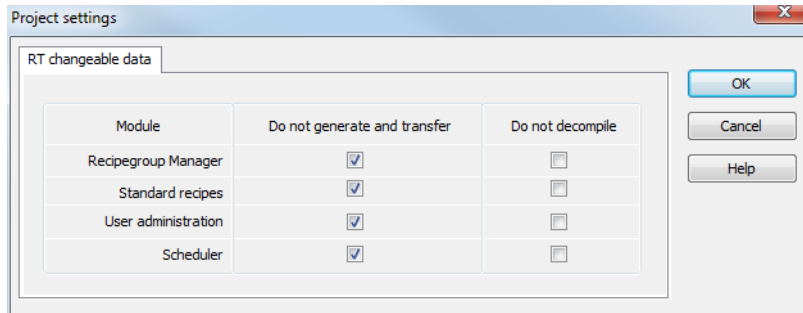 Project settings
RT changeable data
OK
Module Do not generate and transfer Do not decompile
Cancel
Recipegroup Manager
Help
Standard recipes
User administration
Scheduler